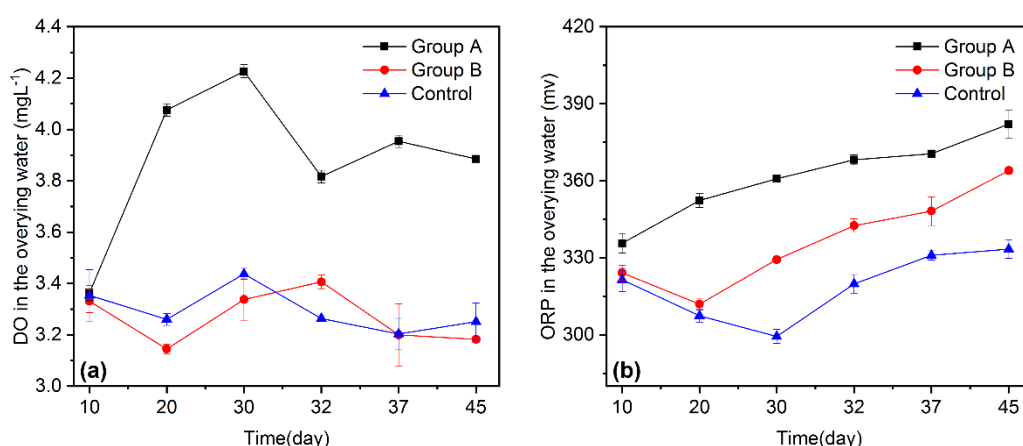 4.4
4.2
4.0
3.8
3.6
3.4
3.2
3.0
DO in the overying water (mgL⁻¹)
Group A
Group B
Control
(a)
10 20 30 32 37 45
Time(day)
420
390
360
330
300
ORP in the overying water (mv)
Group A
Group B
Control
(b)
10 20 30 32 37 45
Time(day)